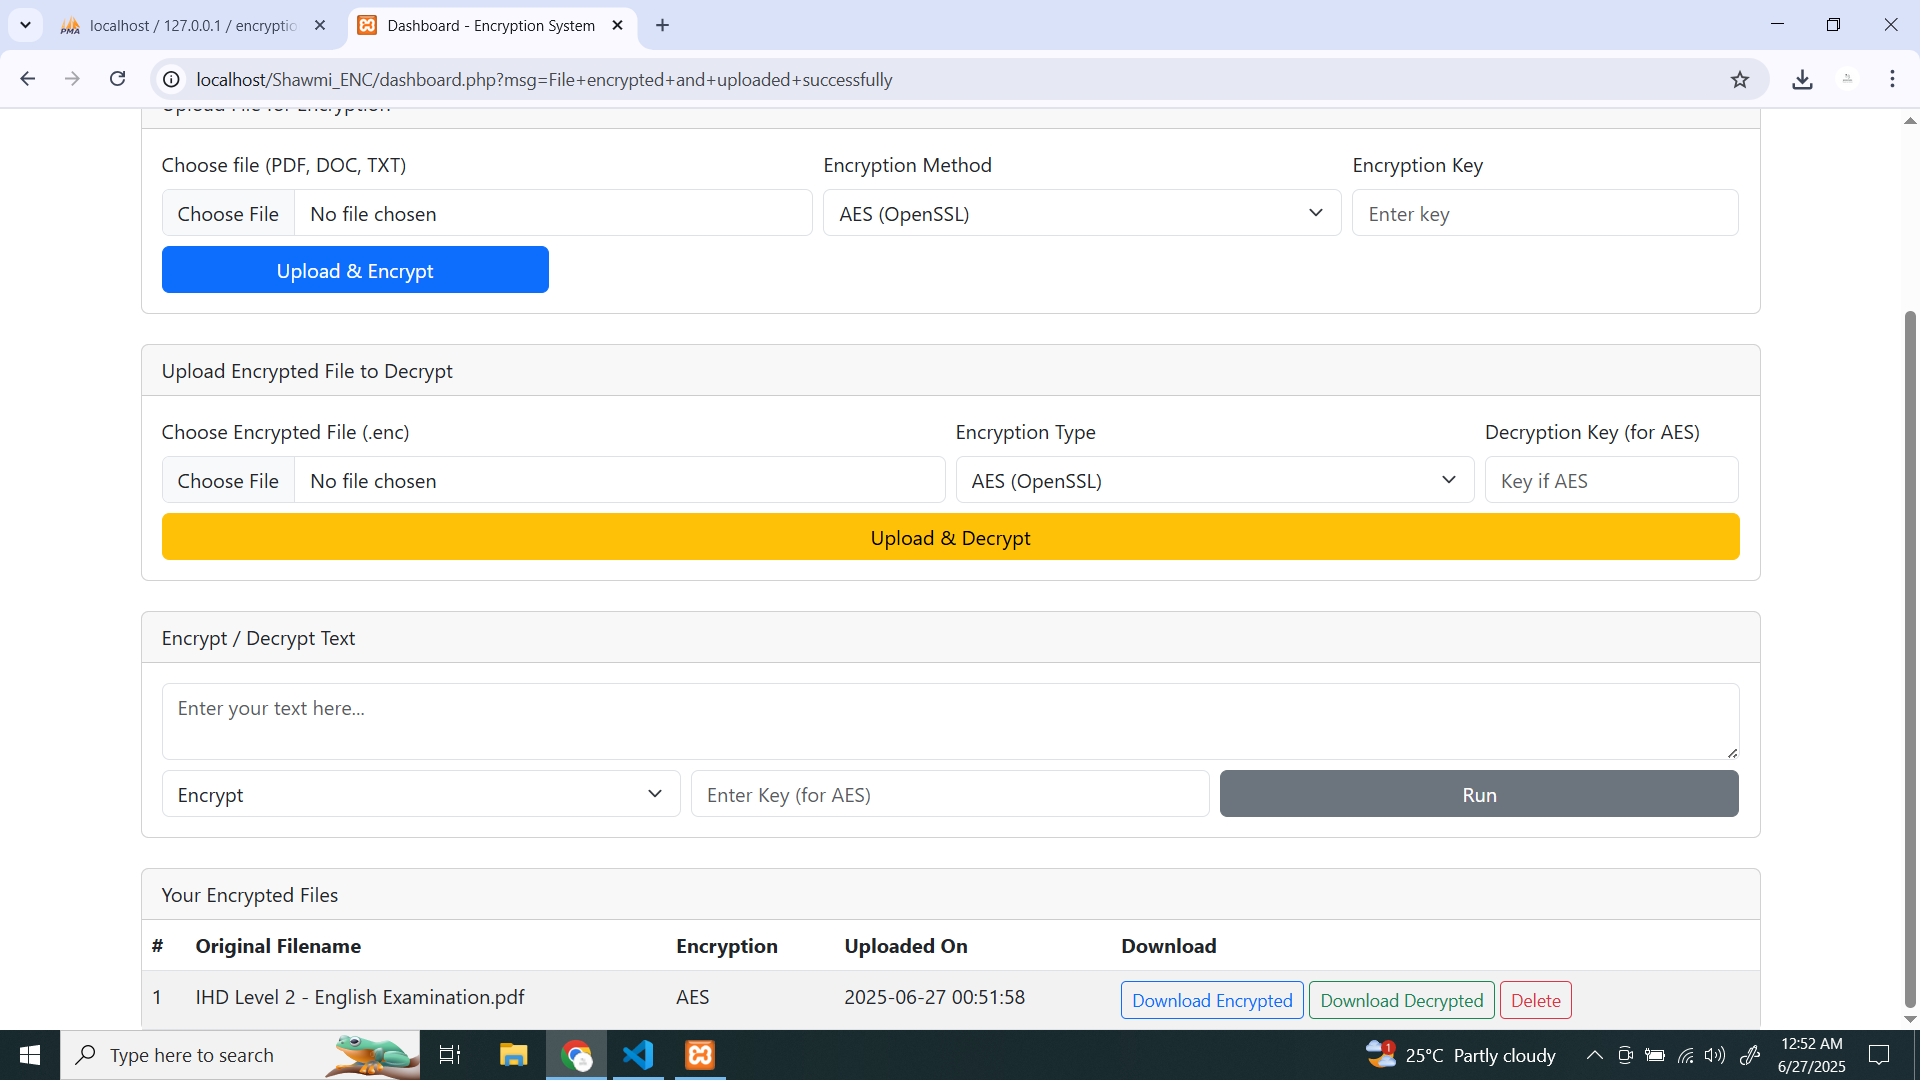 localhost / 127.0.0.1 / encryptio
Dashboard - Encryption System
localhost/Shawmi_ENC/dashboard.php?msg=File+encrypted+and+uploaded+successfully
Upload File for Encryption
Choose file (PDF, DOC, TXT)
Encryption Method
Encryption Key
Choose File
No file chosen
AES (OpenSSL)
Enter key
Upload & Encrypt
Upload Encrypted File to Decrypt
Choose Encrypted File (.enc)
Encryption Type
Decryption Key (for AES)
Choose File
No file chosen
AES (OpenSSL)
Key if AES
Upload & Decrypt
Encrypt / Decrypt Text
Enter your text here...
Encrypt
Enter Key (for AES)
Run
Your Encrypted Files
# Original Filename Encryption Uploaded On Download
1 IHD Level 2 - English Examination.pdf AES 2025-06-27 00:51:58 Download Encrypted Download Decrypted Delete
Type here to search
1
25°C Partly cloudy
12:52 AM
6/27/2025